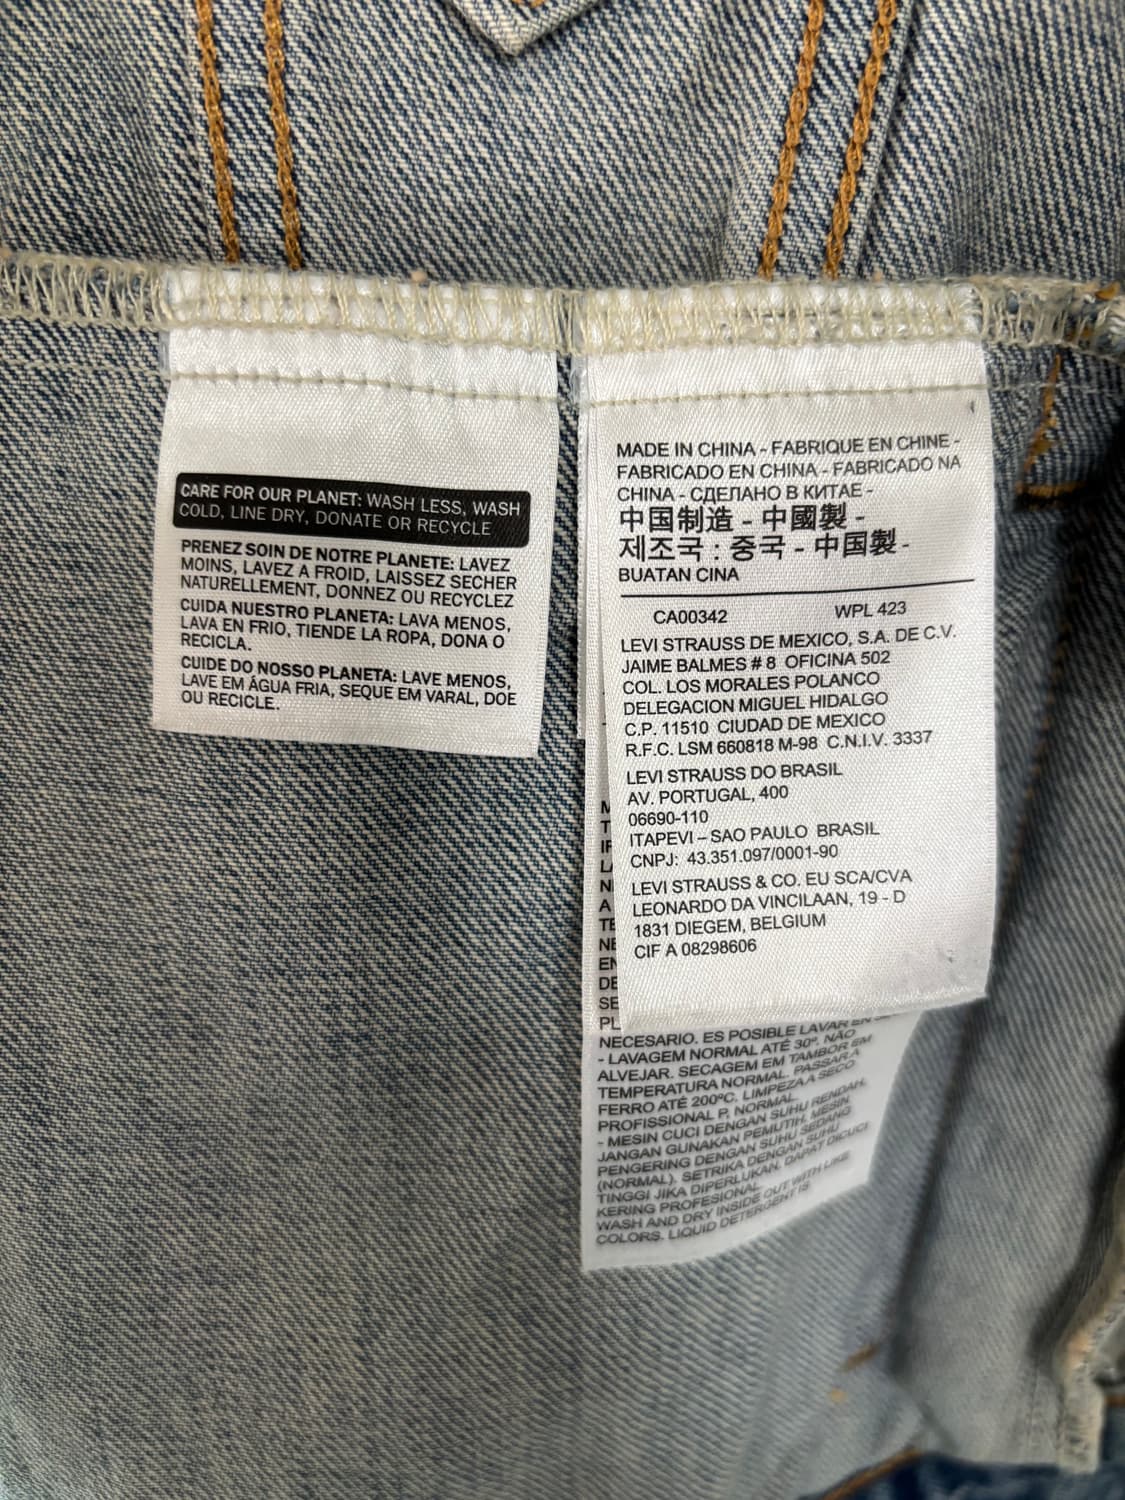 CARE FOR OUR PLANET: WASH LESS, WASH
COLD, LINE DRY, DONATE OR RECYCLE
PRENEZ SOIN DE NOTRE PLANETE: LAVEZ
MOINS, LAVEZ A FROID, LAISSEZ SECHER
NATURELLEMENT, DONNEZ OU RECYCLEZ
CUIDA NUESTRO PLANETA: LAVA MENOS,
LAVA EN FRIO, TIENDE LA ROPA, DONA O
RECICLA.
CUIDE DO NOSSO PLANETA: LAVE MENOS,
LAVE EM ÁGUA FRIA, SEQUE EM VARAL, DOE
OU RECICLE.
MADE IN CHINA - FABRIQUE EN CHINE -
FABRICADO EN CHINA - FABRICADO NA
CHINA - СДЕЛАНО В КИТАЕ -
中国制造 - 中國製 -
제조국 : 중국 - 中国製 -
BUATAN CINA
CA00342 WPL 423
LEVI STRAUSS DE MEXICO, S.A. DE C.V.
JAIME BALMES # 8 OFICINA 502
COL. LOS MORALES POLANCO
DELEGACION MIGUEL HIDALGO
C.P. 11510 CIUDAD DE MEXICO
R.F.C. LSM 660818 M-98 C.N.I.V. 3337
LEVI STRAUSS DO BRASIL
AV. PORTUGAL, 400
06690-110
ITAPEVI – SAO PAULO BRASIL
CNPJ: 43.351.097/0001-90
LEVI STRAUSS & CO. EU SCA/CVA
LEONARDO DA VINCILAAN, 19 - D
1831 DIEGEM, BELGIUM
CIF A 08298606
NECESARIO. ES POSIBLE LAVAR EN
- LAVAGEM NORMAL ATÉ 30º. NÃO
ALVEJAR. SECAGEM EM TAMBOR EM
TEMPERATURA NORMAL. PASSAR A
FERRO ATÉ 200ºC. LIMPEZA A SECO
PROFISSIONAL P, NORMAL.
- MESIN CUCI DENGAN SUHU RENDAH.
JANGAN GUNAKAN PEMUTIH. MESIN
PENGERING DENGAN SUHU SEDANG
(NORMAL). SETRIKA DENGAN SUHU
TINGGI JIKA DIPERLUKAN. DAPAT DICUCI
KERING PROFESIONAL
WASH AND DRY INSIDE OUT WITH LIKE
COLORS. LIQUID DETERGENT IS